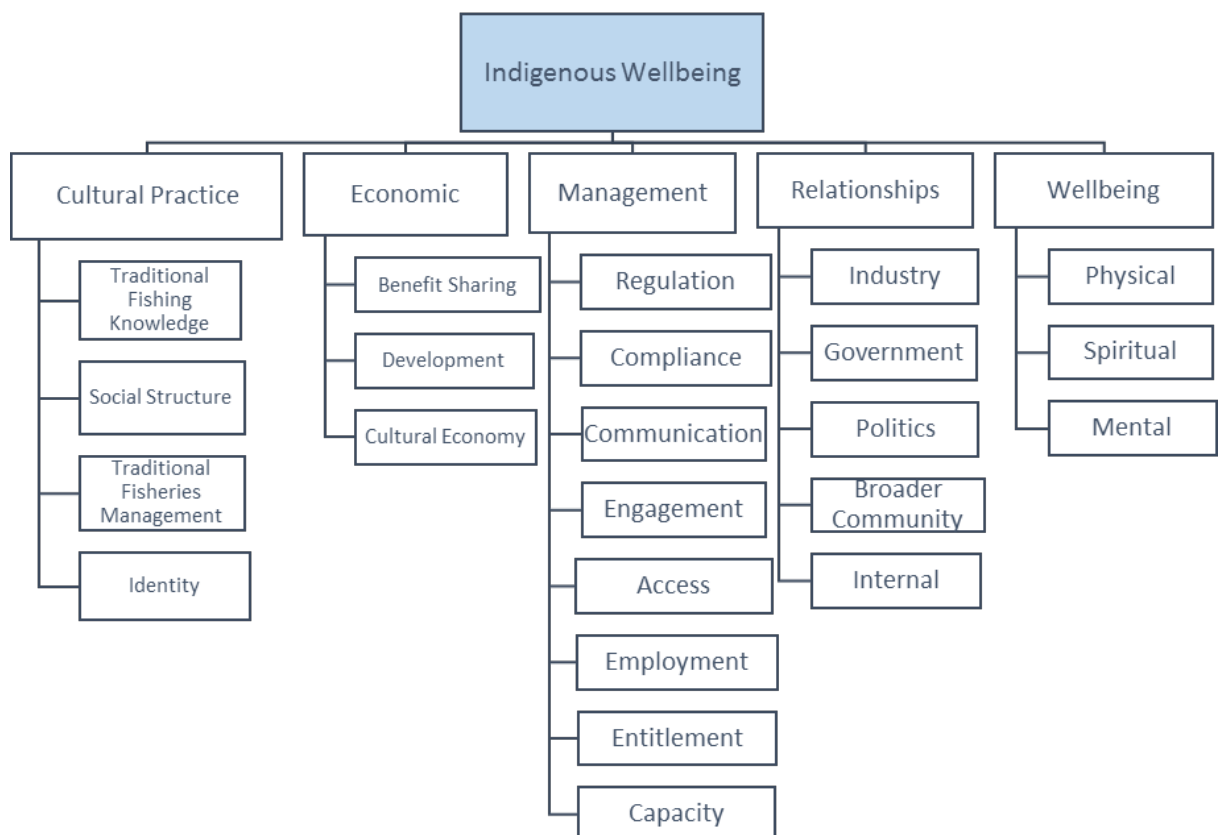 Indigenous Wellbeing
Cultural Practice
Economic
Management
Relationships
Wellbeing
Traditional
Fishing
Knowledge
Social Structure
Traditional
Fisheries
Management
Identity
Benefit Sharing
Development
Cultural Economy
Regulation
Compliance
Communication
Engagement
Access
Employment
Entitlement
Capacity
Industry
Government
Politics
Broader
Community
Internal
Physical
Spiritual
Mental